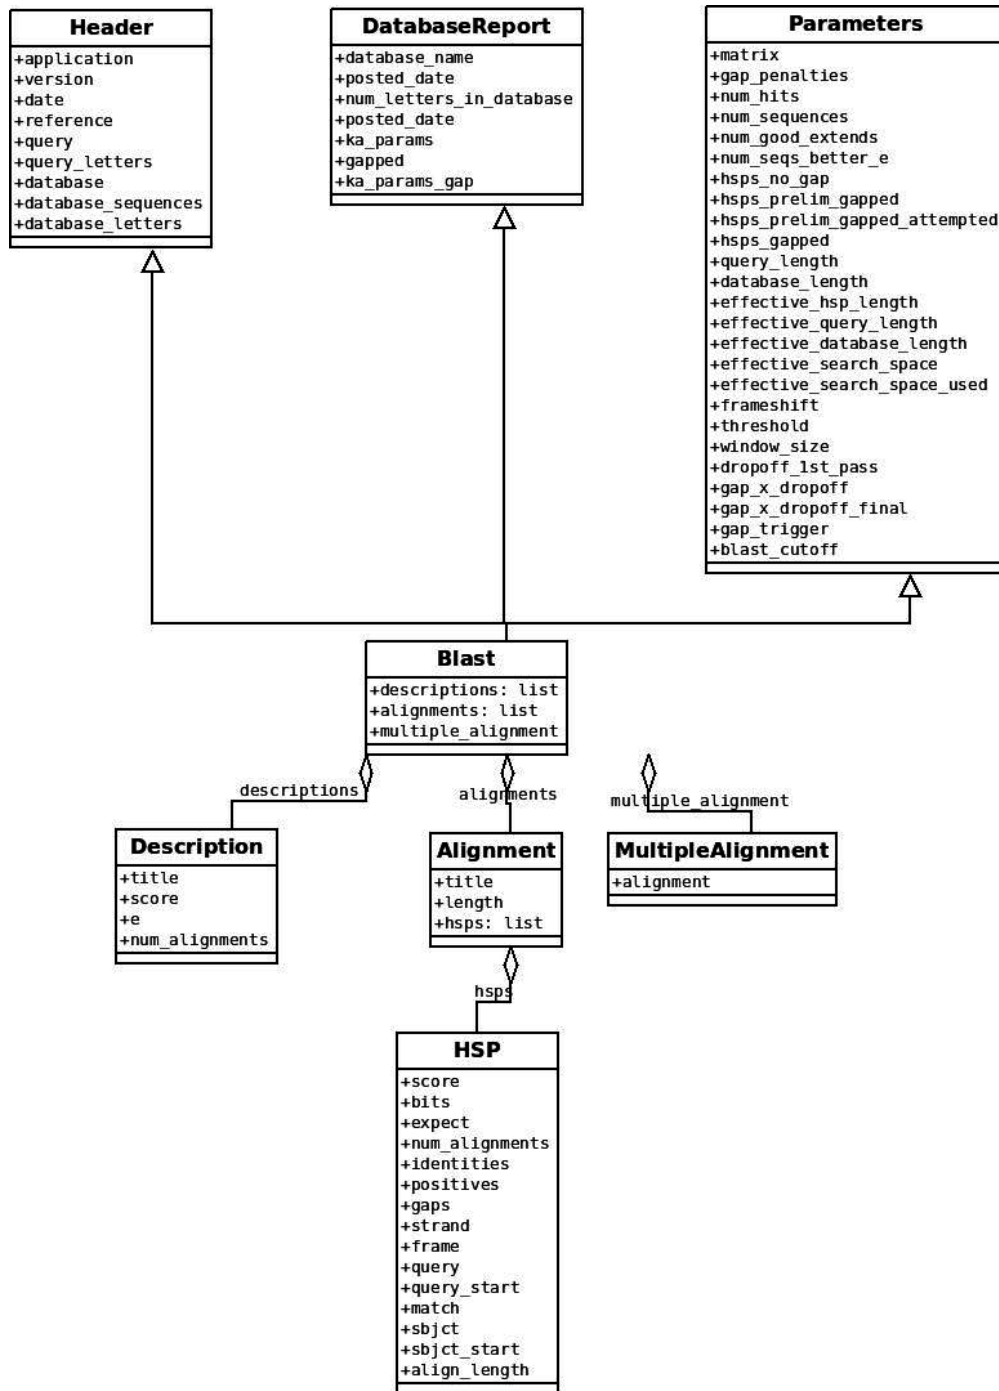 Header
+application
+version
+date
+reference
+query
+query_letters
+database
+database_sequences
+database_letters
DatabaseReport
+database_name
+posted_date
+num_letters_in_database
+posted_date
+ka_params
+gapped
+ka_params_gap
Parameters
+matrix
+gap_penalties
+num_hits
+num_sequences
+num_good_extends
+num_seqs_better_e
+hsps_no_gap
+hsps_prelim_gapped
+hsps_prelim_gapped_attempted
+hsps_gapped
+query_length
+database_length
+effective_hsp_length
+effective_query_length
+effective_database_length
+effective_search_space
+effective_search_space_used
+frameshift
+threshold
+window_size
+dropoff_1st_pass
+gap_x_dropoff
+gap_x_dropoff_final
+gap_trigger
+blast_cutoff
Blast
+descriptions: list
+alignments: list
+multiple_alignment
descriptions
alignments
multiple_alignment
Description
+title
+score
+e
+num_alignments
Alignment
+title
+length
+hsps: list
MultipleAlignment
+alignment
hsps
HSP
+score
+bits
+expect
+num_alignments
+identities
+positives
+gaps
+strand
+frame
+query
+query_start
+match
+sbjct
+sbjct_start
+align_length